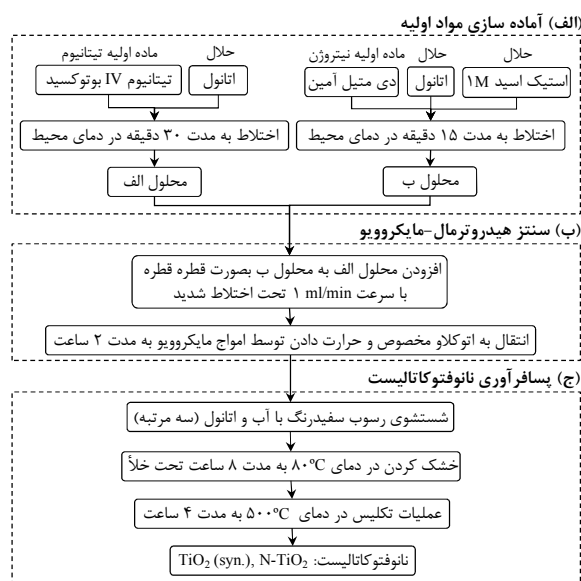 (الف) آماده سازی مواد اولیه
حلال
ماده اولیه نیتروژن
حلال
حلال
ماده اولیه تیتانیوم
استیک اسید ۱M
اتانول
دی متیل آمین
اتانول
تیتانیوم IV بوتوکسید
اختلاط به مدت ۱۵ دقیقه در دمای محیط
اختلاط به مدت ۳۰ دقیقه در دمای محیط
محلول ب
محلول الف
(ب) سنتز هیدروترمال-مایکروویو
افزودن محلول الف به محلول ب بصورت قطره قطره
با سرعت ۱ ml/min تحت اختلاط شدید
انتقال به اتوکلاو مخصوص و حرارت دادن توسط امواج مایکروویو به مدت ۲ ساعت
(ج) پسافرآوری نانوفتوکاتالیست
شستشوی رسوب سفیدرنگ با آب و اتانول (سه مرتبه)
خشک کردن در دمای ۸۰ºC به مدت ۸ ساعت تحت خلأ
عملیات تکلیس در دمای ۵۰۰ºC به مدت ۴ ساعت
نانوفتوکاتالیست: TiO₂ (syn.), N-TiO₂